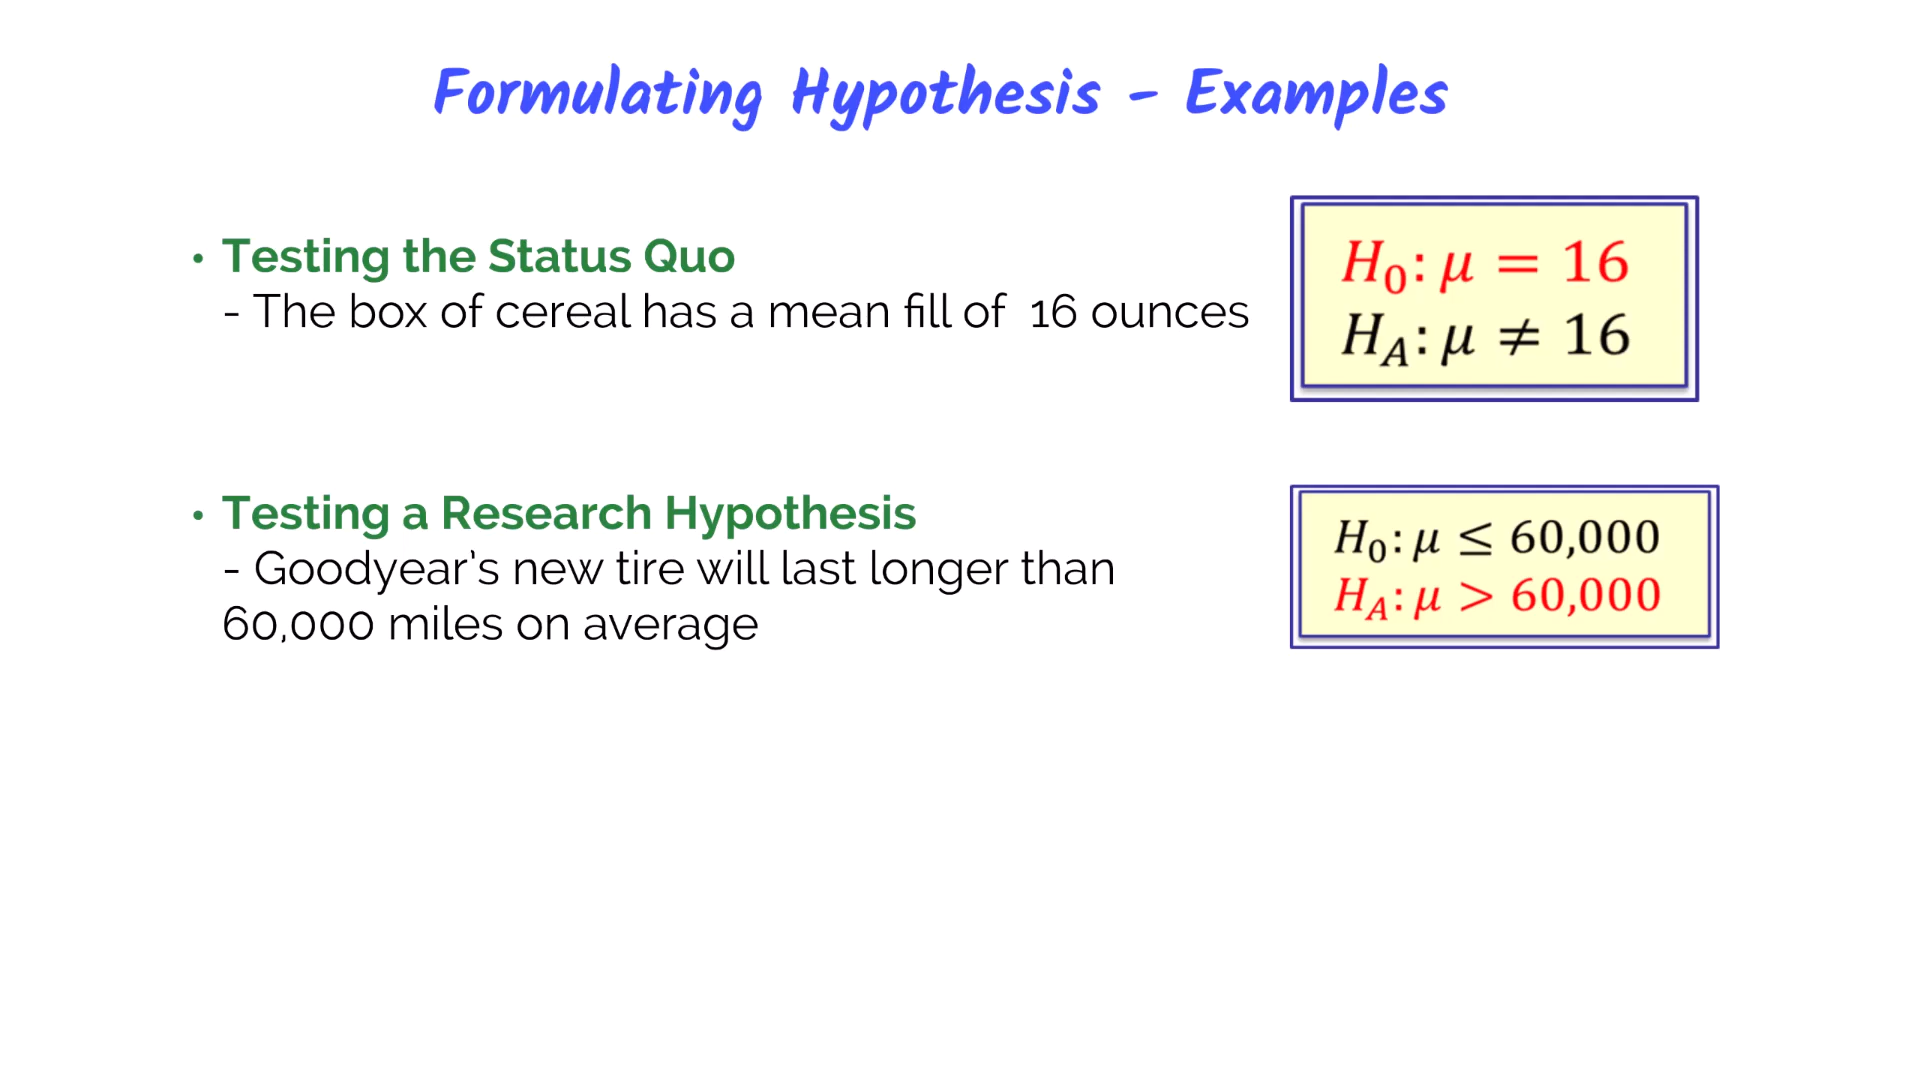 Formulating Hypothesis - Examples
• Testing the Status Quo
- The box of cereal has a mean fill of  16 ounces
H₀: μ = 16
H_A: μ ≠ 16
• Testing a Research Hypothesis
- Goodyear's new tire will last longer than
60,000 miles on average
H₀: μ ≤ 60,000
H_A: μ > 60,000